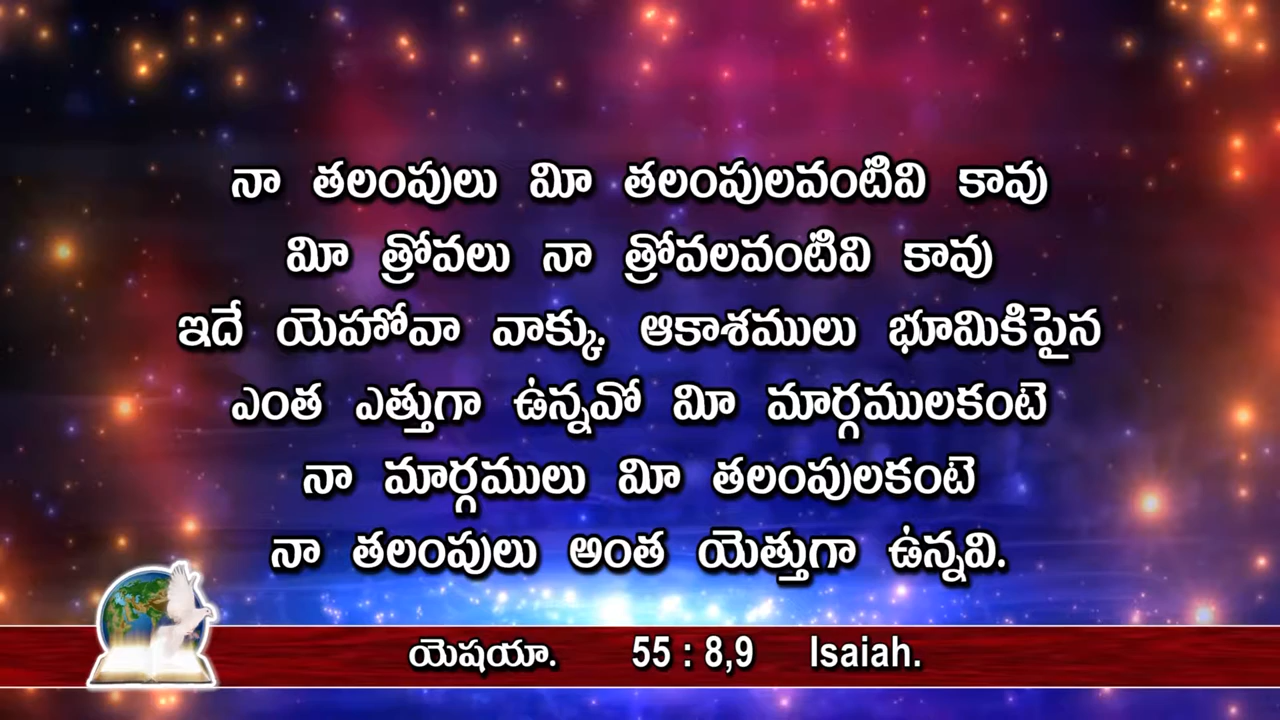 నా తలంపులు మీ తలంపులవంటివి కావు
మీ త్రోవలు నా త్రోవలవంటివి కావు
ఇదే యెహోవా వాక్కు. ఆకాశములు భూమికిపైన
ఎంత ఎత్తుగా ఉన్నవో మీ మార్గములకంటె
నా మార్గములు మీ తలంపులకంటె
నా తలంపులు అంత యెత్తుగా ఉన్నవి.
యెషయా. 55 : 8,9 Isaiah.